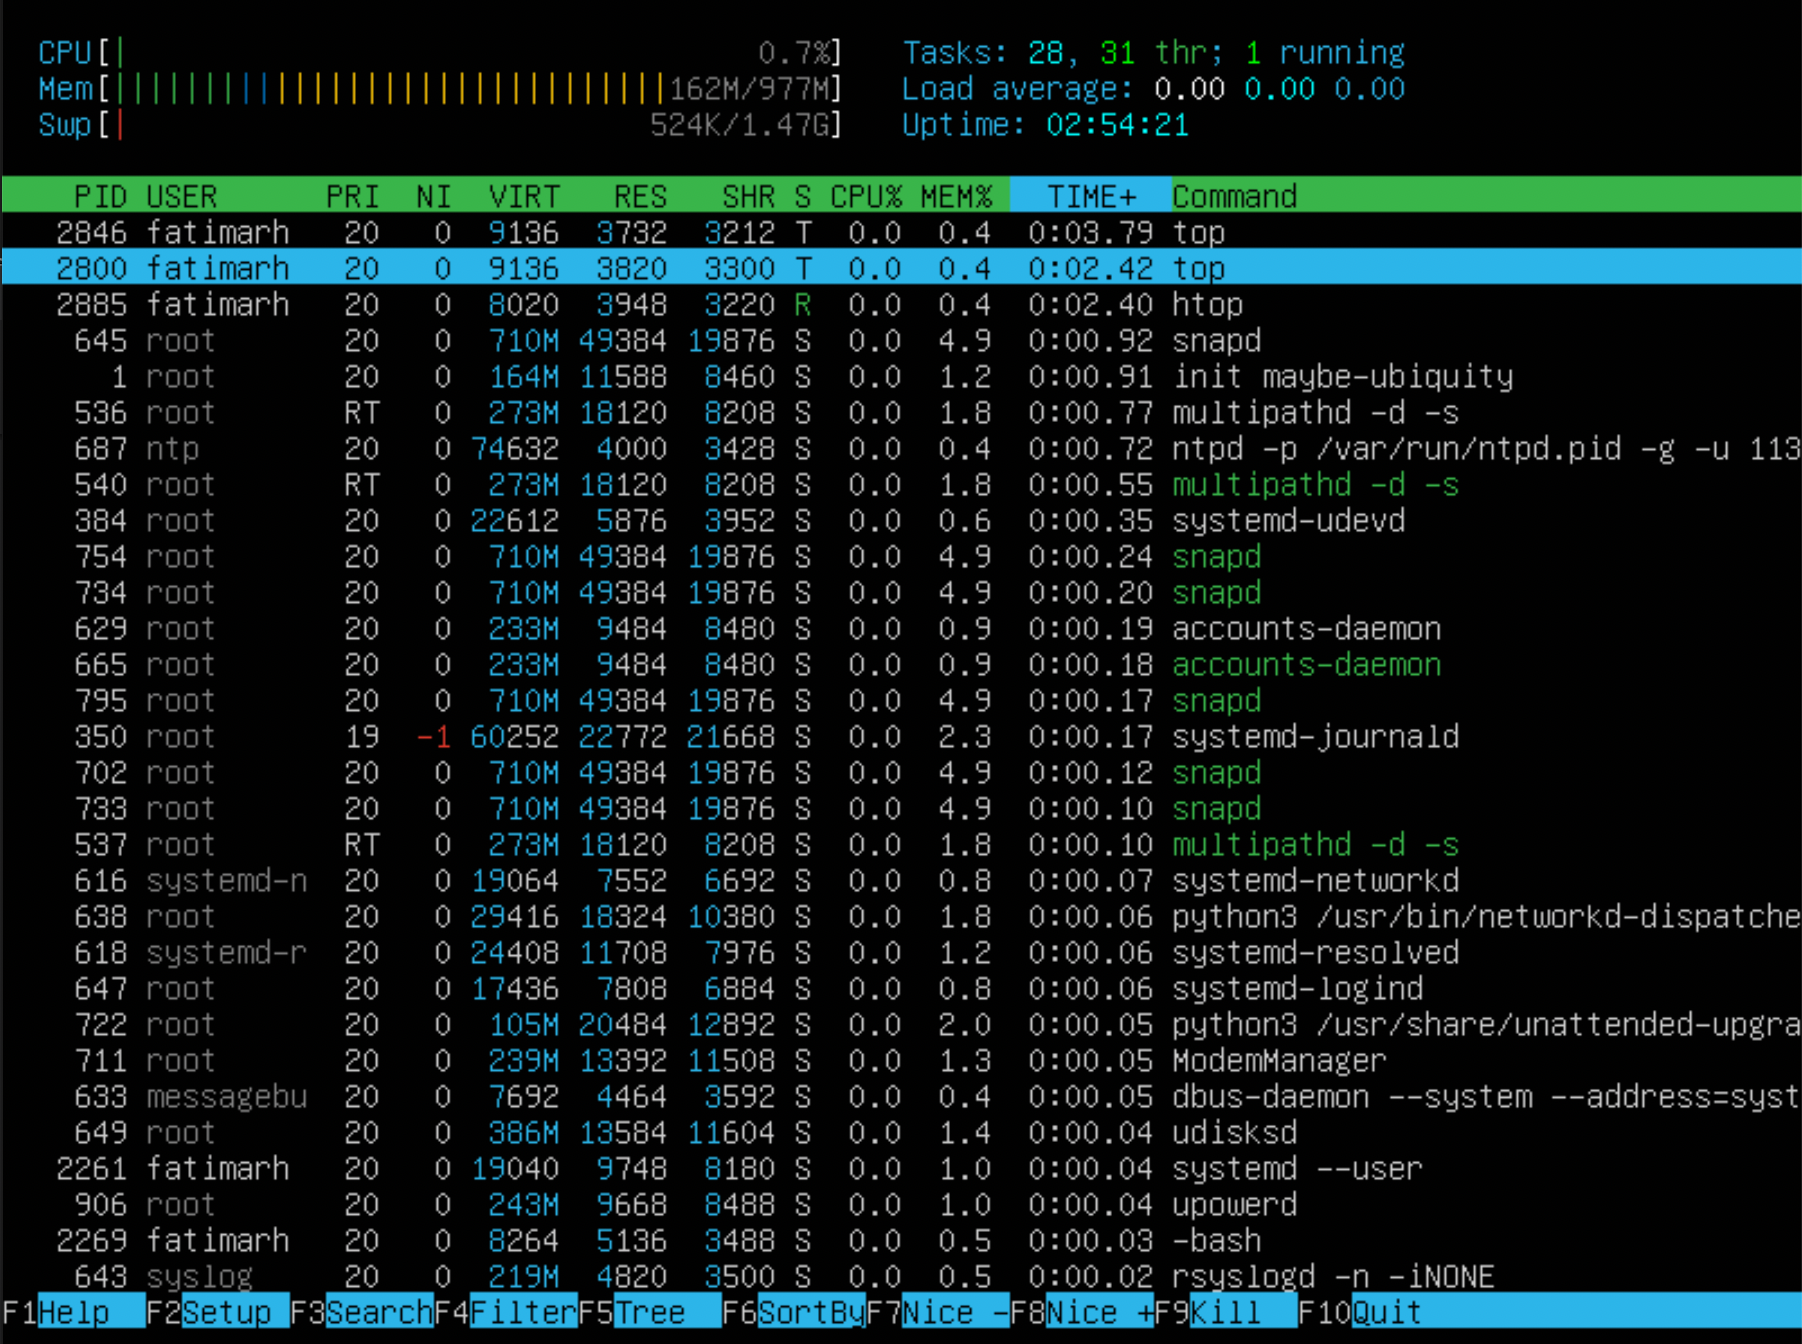 CPU[| 0.7%] Tasks: 28, 31 thr; 1 running
Mem[|||||||||||||||||||||||||||||||162M/977M] Load average: 0.00 0.00 0.00
Swp[| 524K/1.47G] Uptime: 02:54:21
PID USER PRI NI VIRT RES SHR S CPU% MEM% TIME+ Command
2846 fatimarh 20 0 9136 3732 3212 T 0.0 0.4 0:03.79 top
2800 fatimarh 20 0 9136 3820 3300 T 0.0 0.4 0:02.42 top
2885 fatimarh 20 0 8020 3948 3220 R 0.0 0.4 0:02.40 htop
645 root 20 0 710M 49384 19876 S 0.0 4.9 0:00.92 snapd
1 root 20 0 164M 11588 8460 S 0.0 1.2 0:00.91 init maybe-ubiquity
536 root RT 0 273M 18120 8208 S 0.0 1.8 0:00.77 multipathd -d -s
687 ntp 20 0 74632 4000 3428 S 0.0 0.4 0:00.72 ntpd -p /var/run/ntpd.pid -g -u 113
540 root RT 0 273M 18120 8208 S 0.0 1.8 0:00.55 multipathd -d -s
384 root 20 0 22612 5876 3952 S 0.0 0.6 0:00.35 systemd-udevd
754 root 20 0 710M 49384 19876 S 0.0 4.9 0:00.24 snapd
734 root 20 0 710M 49384 19876 S 0.0 4.9 0:00.20 snapd
629 root 20 0 233M 9484 8480 S 0.0 0.9 0:00.19 accounts-daemon
665 root 20 0 233M 9484 8480 S 0.0 0.9 0:00.18 accounts-daemon
795 root 20 0 710M 49384 19876 S 0.0 4.9 0:00.17 snapd
350 root 19 -1 60252 22772 21668 S 0.0 2.3 0:00.17 systemd-journald
702 root 20 0 710M 49384 19876 S 0.0 4.9 0:00.12 snapd
733 root 20 0 710M 49384 19876 S 0.0 4.9 0:00.10 snapd
537 root RT 0 273M 18120 8208 S 0.0 1.8 0:00.10 multipathd -d -s
616 systemd-n 20 0 19064 7552 6692 S 0.0 0.8 0:00.07 systemd-networkd
638 root 20 0 29416 18324 10380 S 0.0 1.8 0:00.06 python3 /usr/bin/networkd-dispatche
618 systemd-r 20 0 24408 11708 7976 S 0.0 1.2 0:00.06 systemd-resolved
647 root 20 0 17436 7808 6884 S 0.0 0.8 0:00.06 systemd-logind
722 root 20 0 105M 20484 12892 S 0.0 2.0 0:00.05 python3 /usr/share/unattended-upgra
711 root 20 0 239M 13392 11508 S 0.0 1.3 0:00.05 ModemManager
633 messagebu 20 0 7692 4464 3592 S 0.0 0.4 0:00.05 dbus-daemon --system --address=syst
649 root 20 0 386M 13584 11604 S 0.0 1.4 0:00.04 udisksd
2261 fatimarh 20 0 19040 9748 8180 S 0.0 1.0 0:00.04 systemd --user
906 root 20 0 243M 9668 8488 S 0.0 1.0 0:00.04 upowerd
2269 fatimarh 20 0 8264 5136 3488 S 0.0 0.5 0:00.03 -bash
643 syslog 20 0 219M 4820 3500 S 0.0 0.5 0:00.02 rsyslogd -n -iNONE
F1Help F2Setup F3SearchF4FilterF5Tree F6SortByF7Nice -F8Nice +F9Kill F10Quit